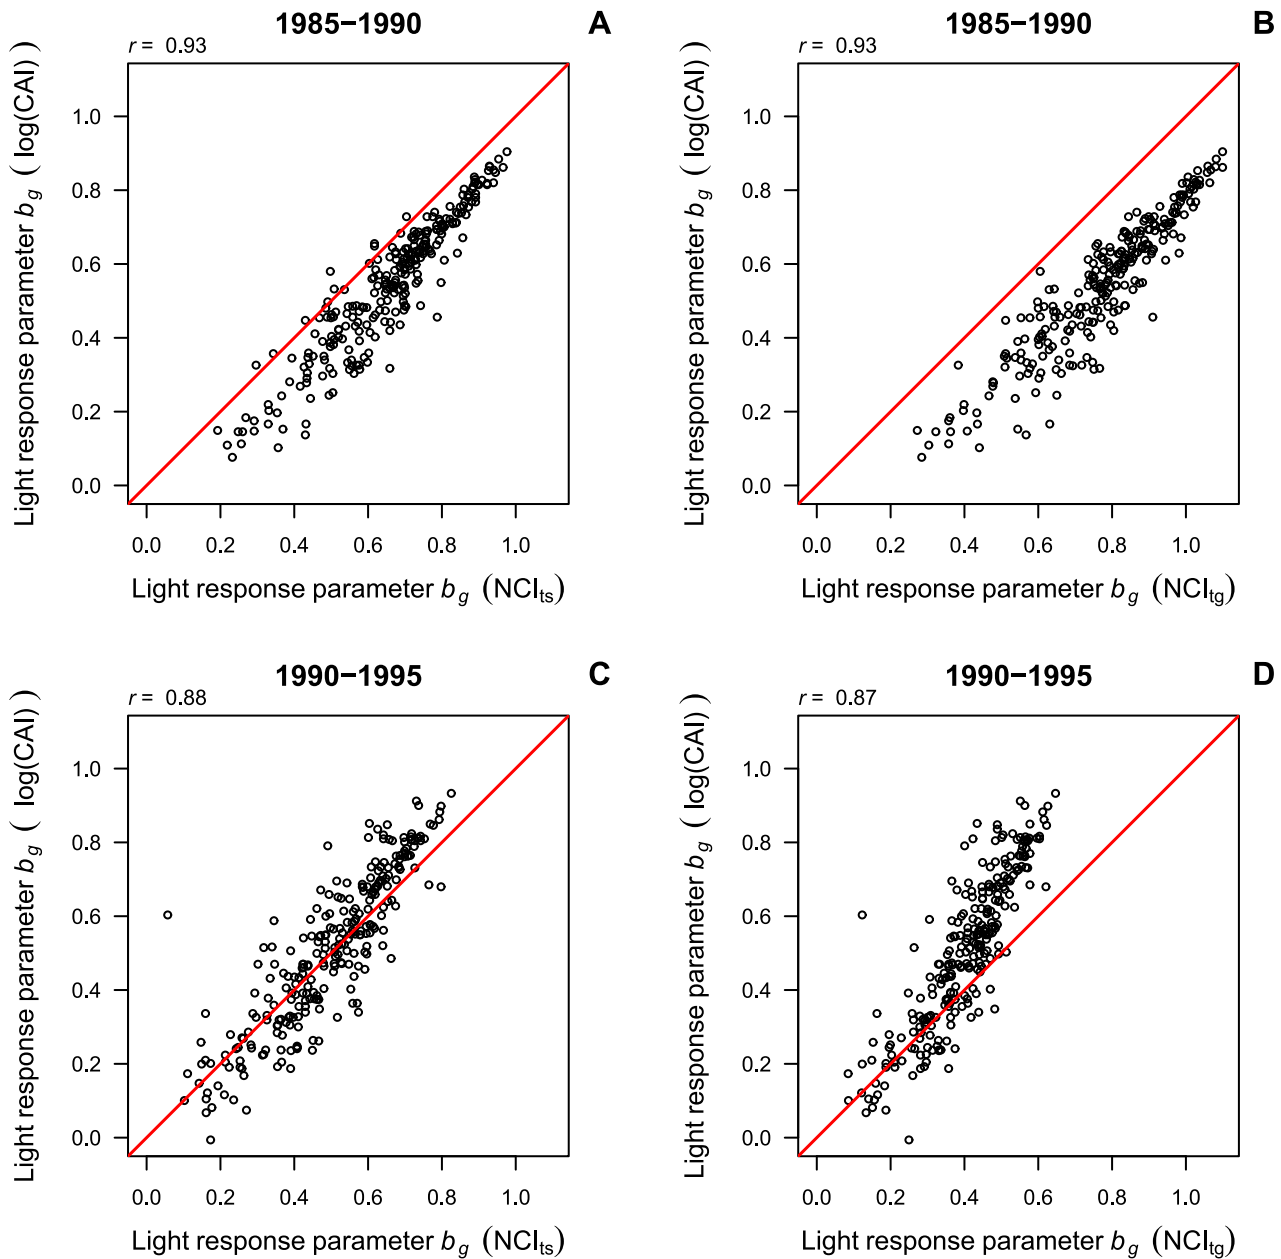 1985−1990 A
r = 0.93
Light response parameter b_g ( log(CAI) )
1.0
0.8
0.6
0.4
0.2
0.0
0.0 0.2 0.4 0.6 0.8 1.0
Light response parameter b_g (NCI_ts)
1985−1990 B
r = 0.93
Light response parameter b_g ( log(CAI) )
1.0
0.8
0.6
0.4
0.2
0.0
0.0 0.2 0.4 0.6 0.8 1.0
Light response parameter b_g (NCI_tg)
1990−1995 C
r = 0.88
Light response parameter b_g ( log(CAI) )
1.0
0.8
0.6
0.4
0.2
0.0
0.0 0.2 0.4 0.6 0.8 1.0
Light response parameter b_g (NCI_ts)
1990−1995 D
r = 0.87
Light response parameter b_g ( log(CAI) )
1.0
0.8
0.6
0.4
0.2
0.0
0.0 0.2 0.4 0.6 0.8 1.0
Light response parameter b_g (NCI_tg)